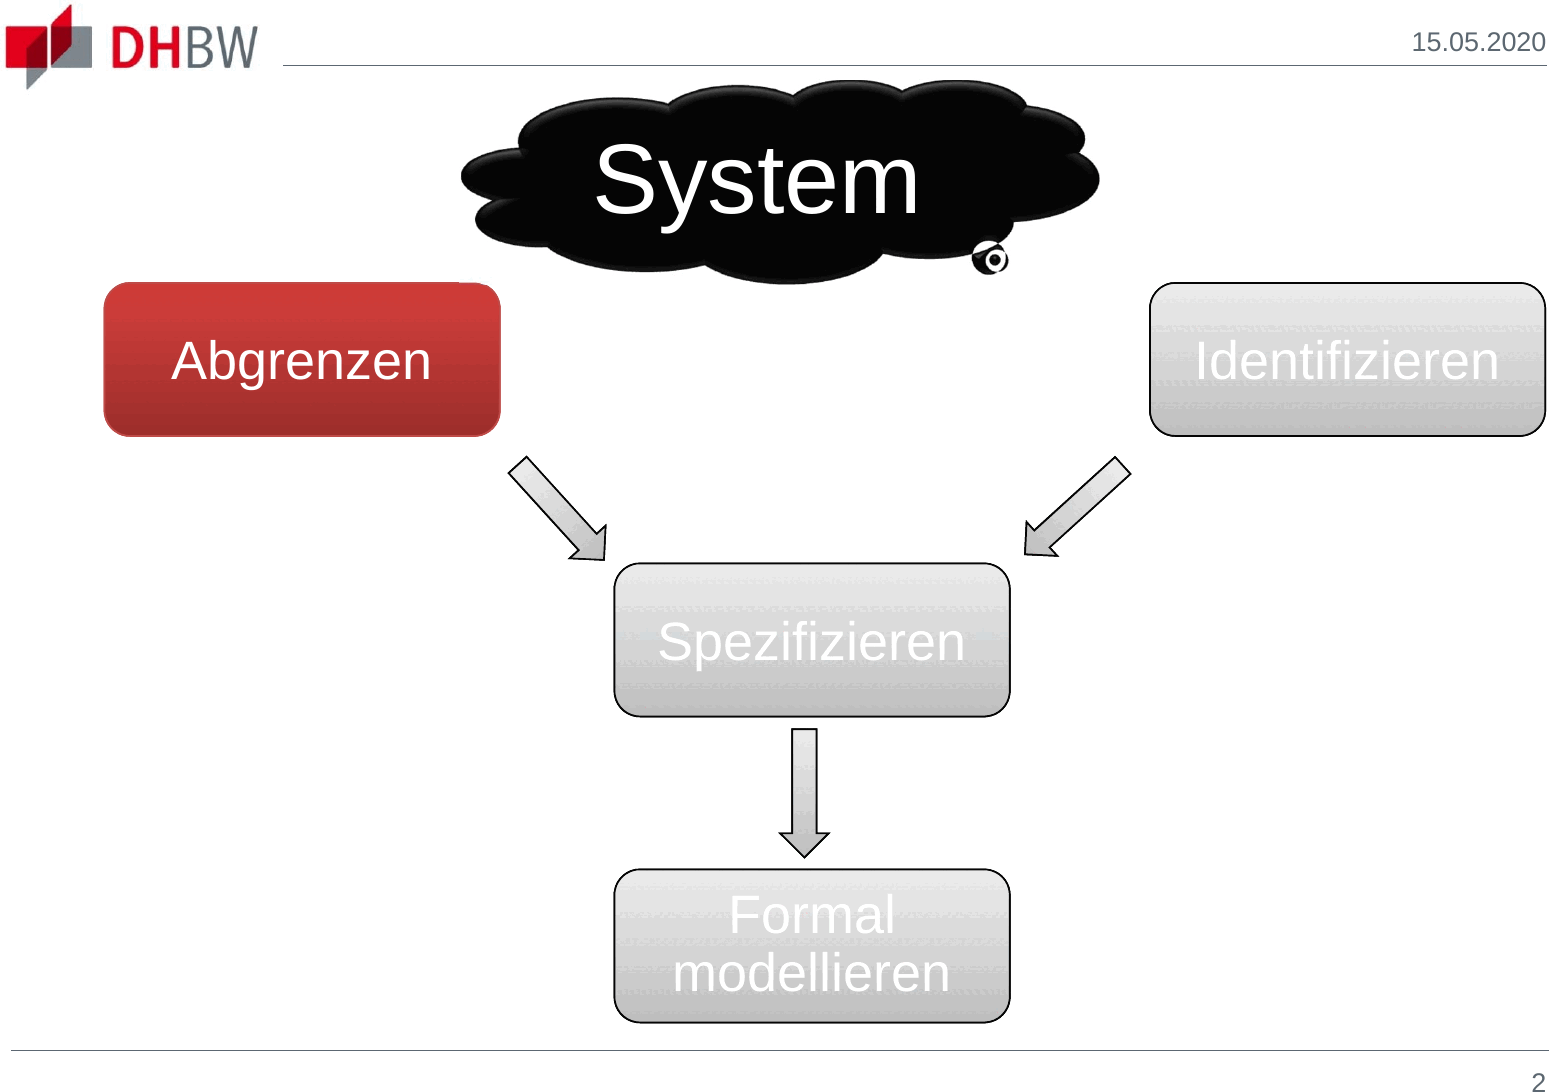 DHBW
15.05.2020
System
Abgrenzen
Identifizieren
Spezifizieren
Formal
modellieren
2